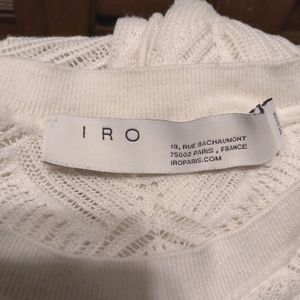 IRO
18, RUE BACHAUMONT
75002 PARIS . FRANCE
IROPARIS.COM